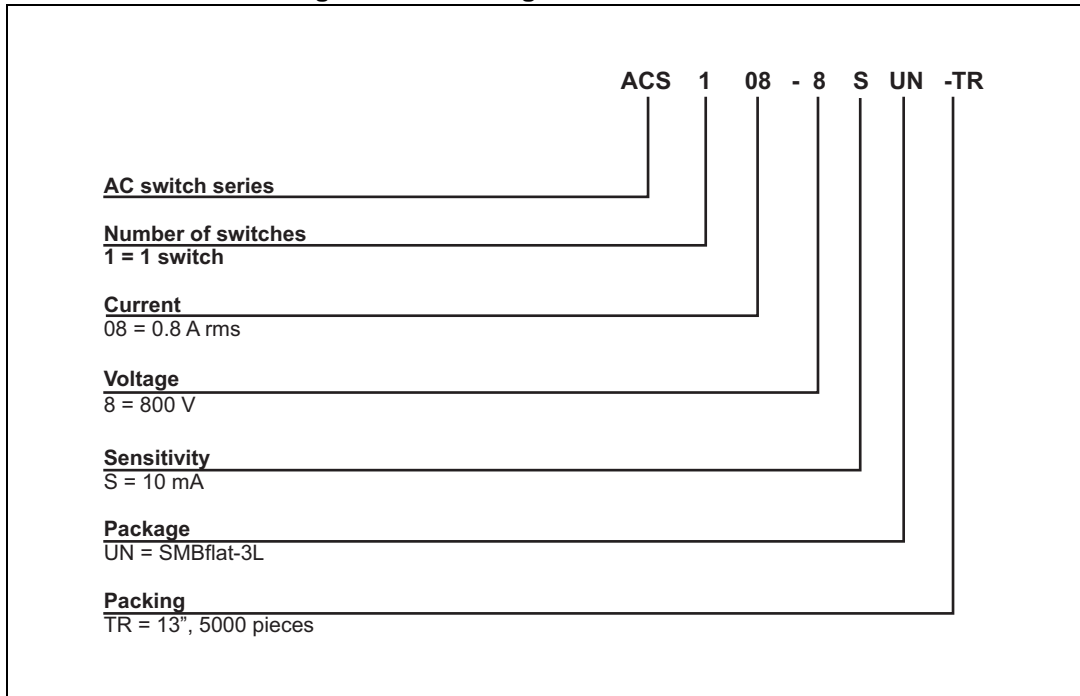 ACS 1 08 - 8 S UN -TR
AC switch series
Number of switches
1 = 1 switch
Current
08 = 0.8 A rms
Voltage
8 = 800 V
Sensitivity
S = 10 mA
Package
UN = SMBflat-3L
Packing
TR = 13”, 5000 pieces